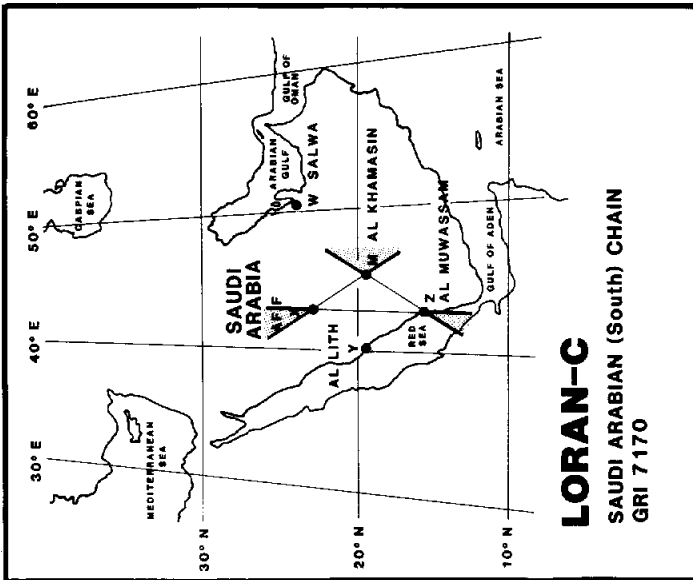 30° E
40° E
50° E
60° E
CASPIAN
SEA
MEDITERRANEAN
SEA
30° N
SAUDI
ARABIA
ARABIAN
GULF
GULF OF
OMAN
W
SALWA
AL LITH
Y
M
AL KHAMASIN
20° N
RED
SEA
Z
AL MUWASSAM
GULF OF ADEN
ARABIAN SEA
10° N
LORAN-C
SAUDI ARABIAN (South) CHAIN
GRI 7170